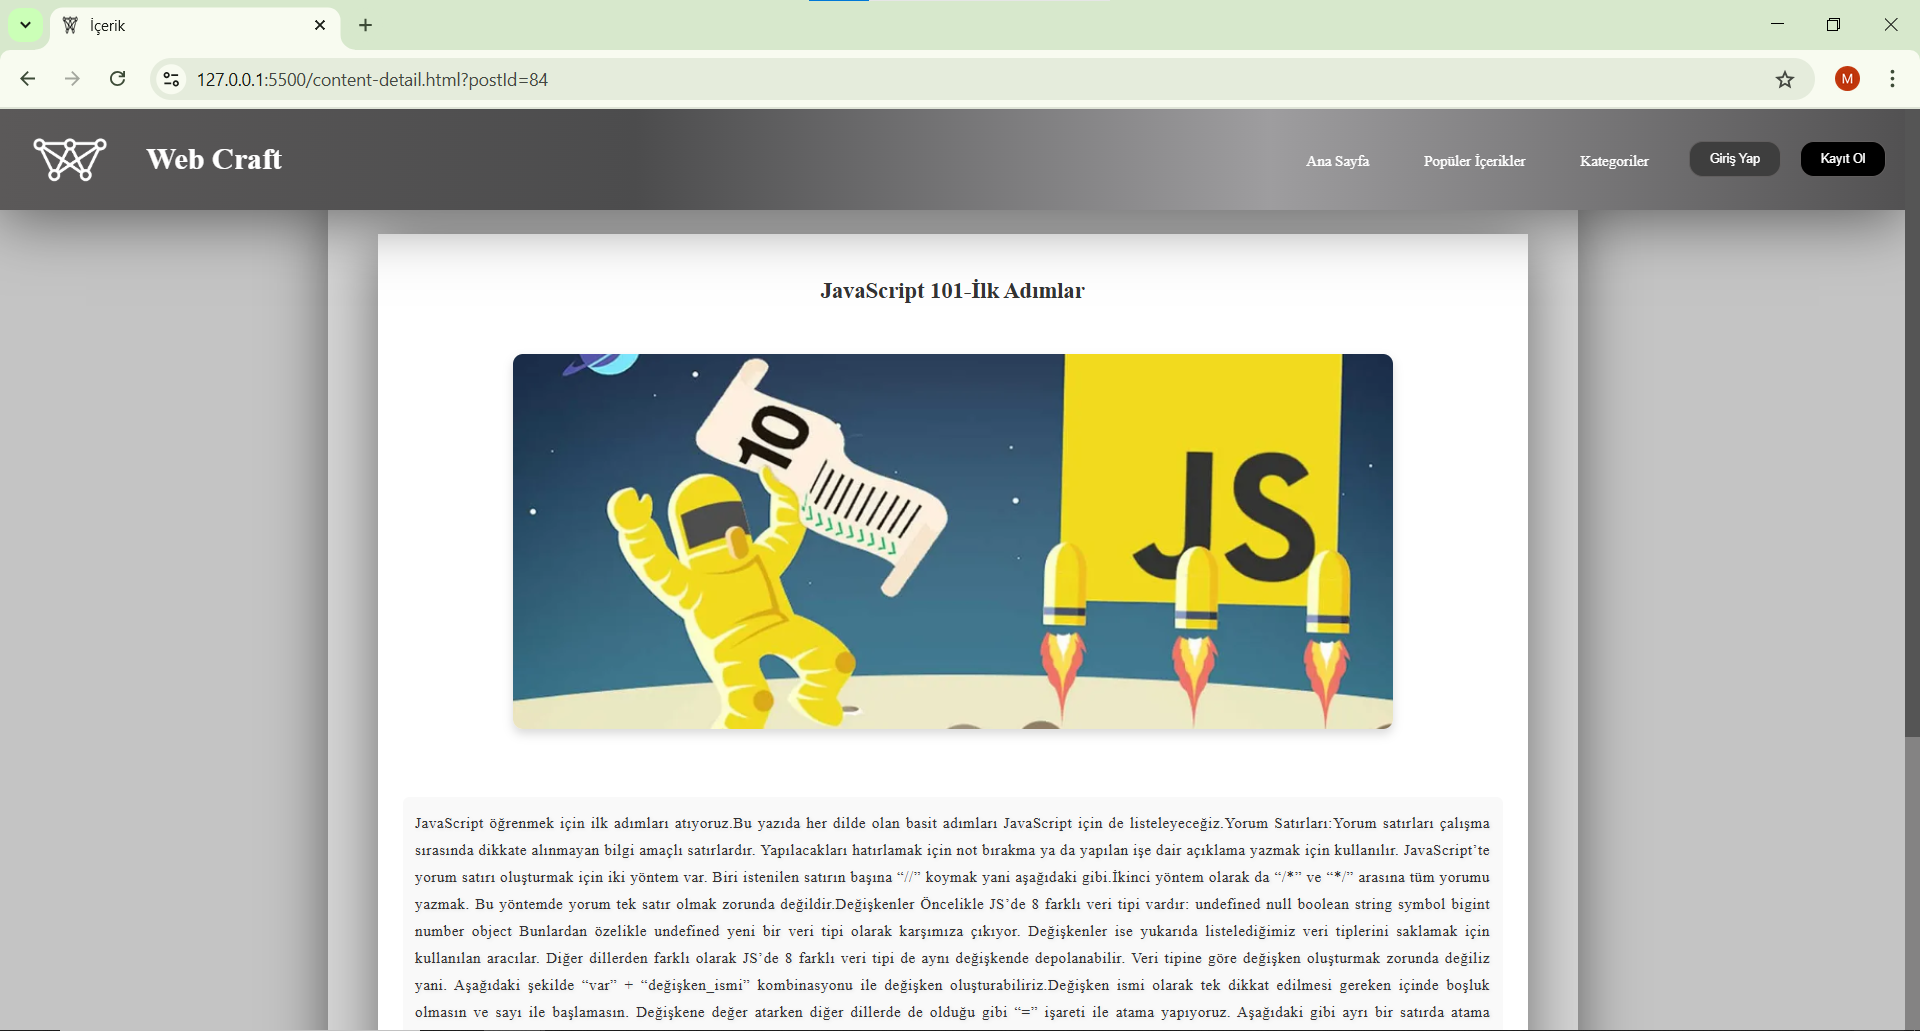 İçerik
127.0.0.1:5500/content-detail.html?postId=84
M
Web Craft
Ana Sayfa
Popüler İçerikler
Kategoriler
Giriş Yap
Kayıt Ol
JavaScript 101-İlk Adımlar
10
JS
JavaScript öğrenmek için ilk adımları atıyoruz.Bu yazıda her dilde olan basit adımları JavaScript için de listeleyeceğiz.Yorum Satırları:Yorum satırları çalışma
sırasında dikkate alınmayan bilgi amaçlı satırlardır. Yapılacakları hatırlamak için not bırakma ya da yapılan işe dair açıklama yazmak için kullanılır. JavaScript’te
yorum satırı oluşturmak için iki yöntem var. Biri istenilen satırın başına “//” koymak yani aşağıdaki gibi.İkinci yöntem olarak da “/*” ve “*/” arasına tüm yorumu
yazmak. Bu yöntemde yorum tek satır olmak zorunda değildir.Değişkenler Öncelikle JS’de 8 farklı veri tipi vardır: undefined null boolean string symbol bigint
number object Bunlardan özelikle undefined yeni bir veri tipi olarak karşımıza çıkıyor. Değişkenler ise yukarıda listelediğimiz veri tiplerini saklamak için
kullanılan aracılar. Diğer dillerden farklı olarak JS’de 8 farklı veri tipi de aynı değişkende depolanabilir. Veri tipine göre değişken oluşturmak zorunda değiliz
yani. Aşağıdaki şekilde “var” + “değişken_ismi” kombinasyonu ile değişken oluşturabiliriz.Değişken ismi olarak tek dikkat edilmesi gereken içinde boşluk
olmasın ve sayı ile başlamasın. Değişkene değer atarken diğer dillerde de olduğu gibi “=” işareti ile atama yapıyoruz. Aşağıdaki gibi ayrı bir satırda atama